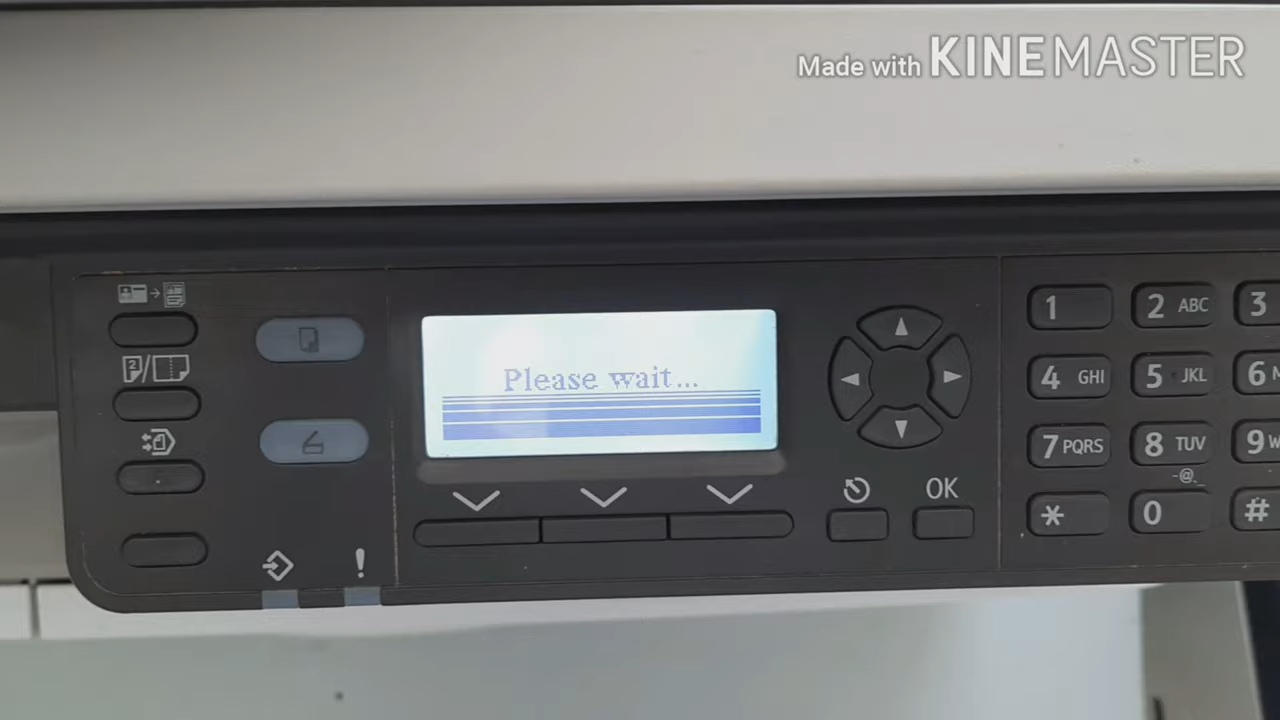 Made with KINEMASTER
Please wait...
1
2 ABC
3
4 GHI
5 JKL
6
7 PQRS
8 TUV
9
-@_
* 0 #
OK
2
!